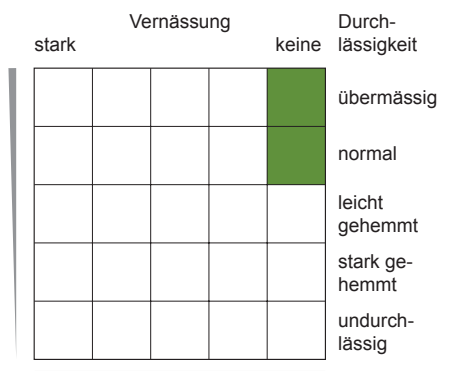 Vernässung
stark
keine
Durch-
lässigkeit
übermässig
normal
leicht
gehemmt
stark ge-
hemmt
undurch-
lässig